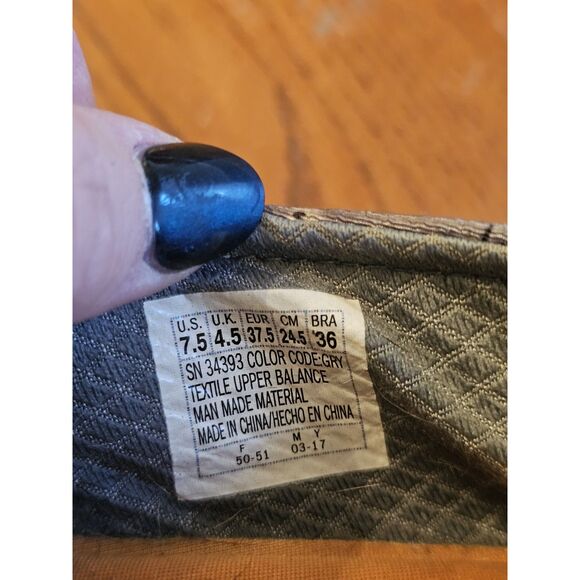 U.S. U.K. EUR CM BRA
7.5 4.5 37.5 24.5 36
SN 34393 COLOR CODE:GRY
TEXTILE UPPER BALANCE
MAN MADE MATERIAL
MADE IN CHINA/HECHO EN CHINA
F M Y
50-51 03-17